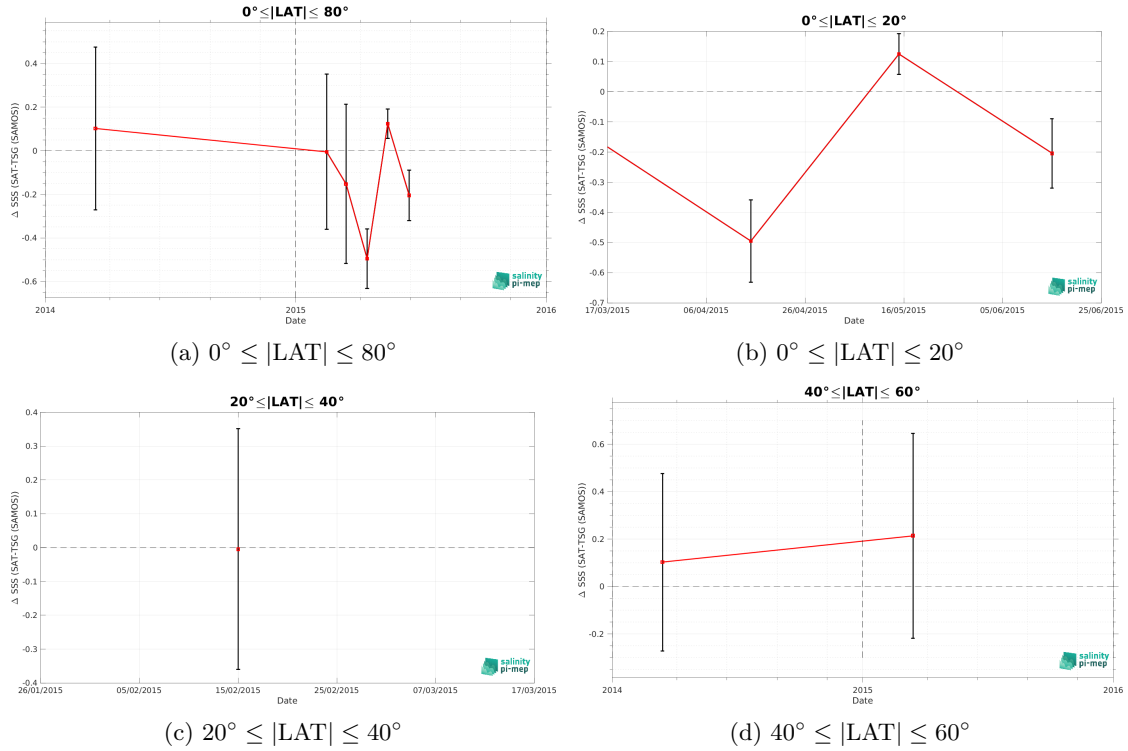 0°≤|LAT|≤ 80°
Δ SSS (SAT-TSG (SAMOS))
0.4
0.2
0
-0.2
-0.4
-0.6
2014
2015
2016
Date
salinity
pi-mep
(a) 0° ≤ |LAT| ≤ 80°
0°≤|LAT|≤ 20°
Δ SSS (SAT-TSG (SAMOS))
0.2
0.1
0
-0.1
-0.2
-0.3
-0.4
-0.5
-0.6
-0.7
17/03/2015
06/04/2015
26/04/2015
16/05/2015
05/06/2015
25/06/2015
Date
salinity
pi-mep
(b) 0° ≤ |LAT| ≤ 20°
20°≤|LAT|≤ 40°
Δ SSS (SAT-TSG (SAMOS))
0.4
0.3
0.2
0.1
0
-0.1
-0.2
-0.3
-0.4
26/01/2015
05/02/2015
15/02/2015
25/02/2015
07/03/2015
17/03/2015
Date
salinity
pi-mep
(c) 20° ≤ |LAT| ≤ 40°
40°≤|LAT|≤ 60°
Δ SSS (SAT-TSG (SAMOS))
0.6
0.4
0.2
0
-0.2
2014
2015
2016
Date
salinity
pi-mep
(d) 40° ≤ |LAT| ≤ 60°